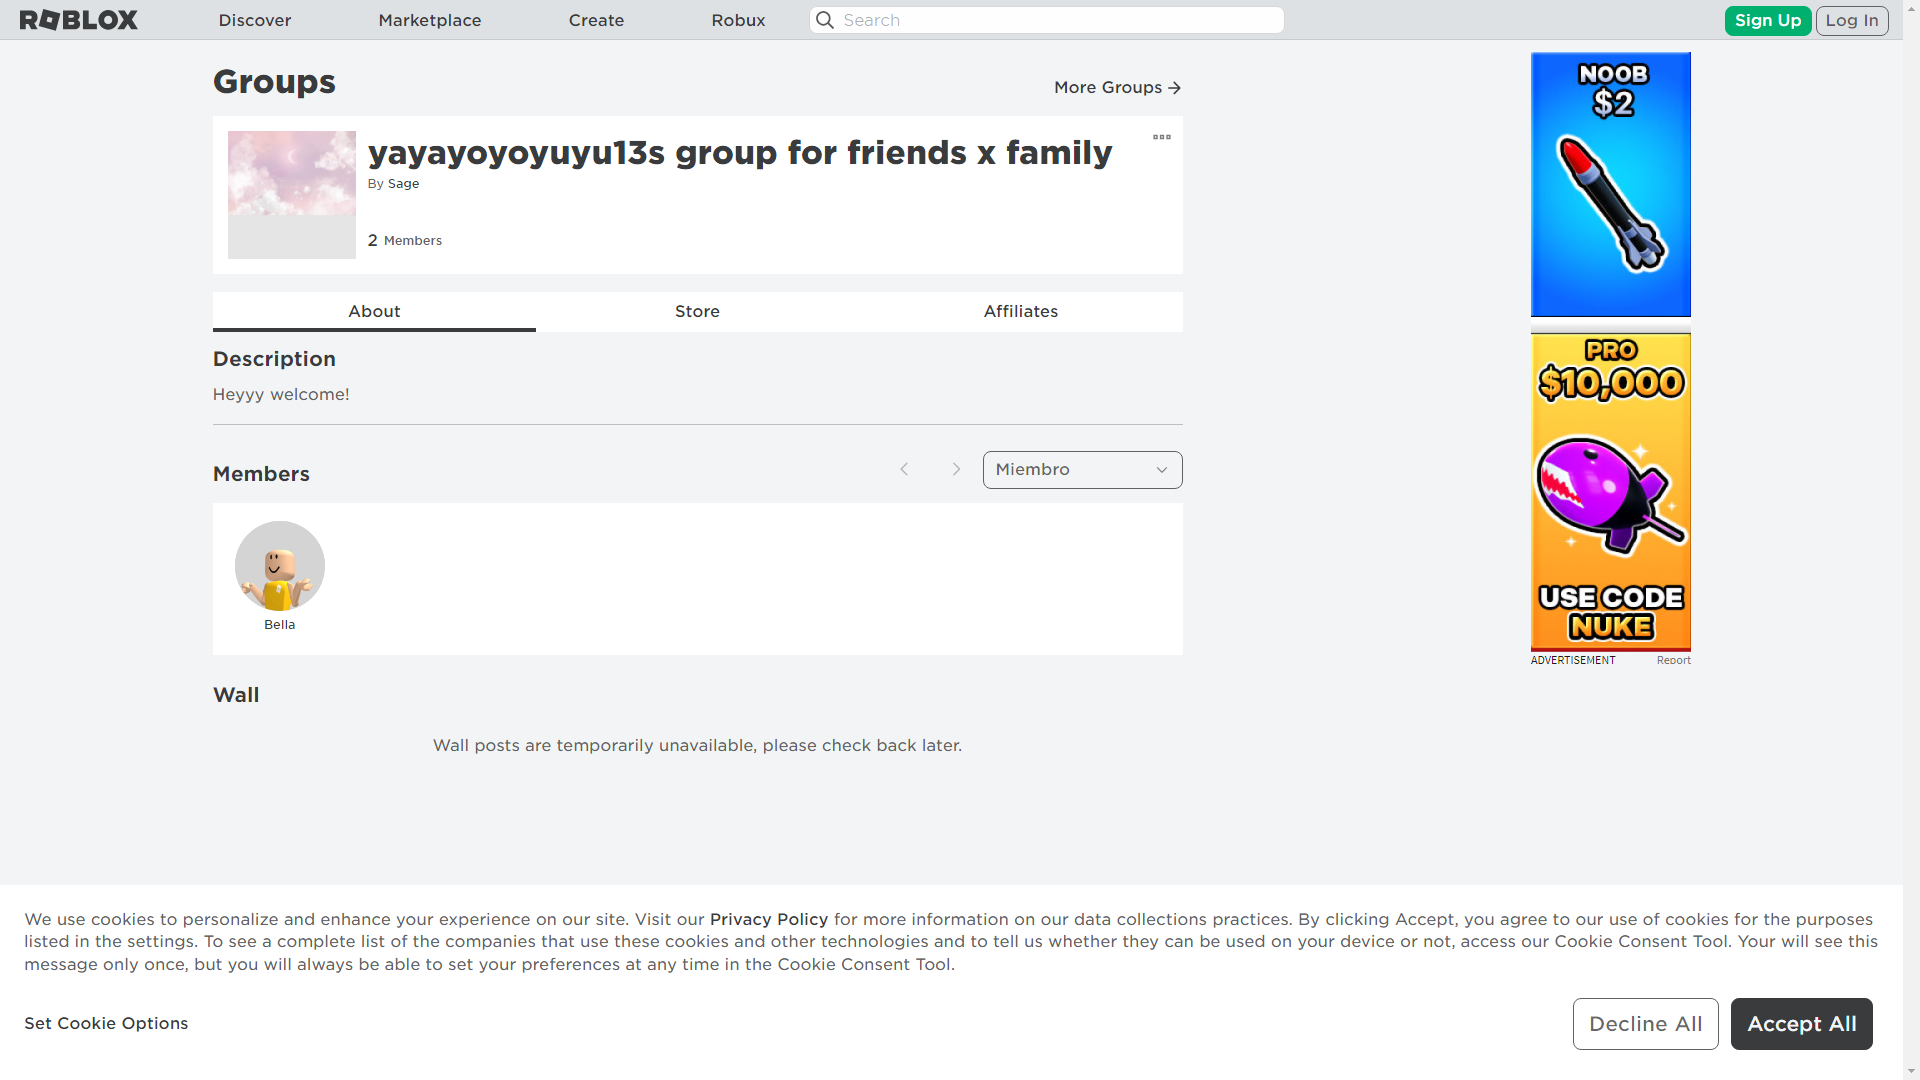 ROBLOX
Discover
Marketplace
Create
Robux
Search
Sign Up
Log In
Groups
More Groups
yayayoyoyuyu13s group for friends x family
By Sage
2 Members
About
Store
Affiliates
Description
Heyyy welcome!
Members
Miembro
Bella
Wall
Wall posts are temporarily unavailable, please check back later.
NOOB
$2
PRO
$10,000
USE CODE
NUKE
ADVERTISEMENT
Report
We use cookies to personalize and enhance your experience on our site. Visit our Privacy Policy for more information on our data collections practices. By clicking Accept, you agree to our use of cookies for the purposes
listed in the settings. To see a complete list of the companies that use these cookies and other technologies and to tell us whether they can be used on your device or not, access our Cookie Consent Tool. Your will see this
message only once, but you will always be able to set your preferences at any time in the Cookie Consent Tool.
Set Cookie Options
Decline All
Accept All